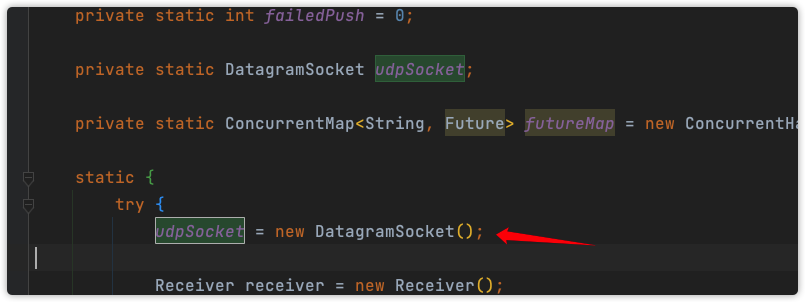 private static int failedPush = 0;
private static DatagramSocket udpSocket;
private static ConcurrentMap<String, Future> futureMap = new ConcurrentHa
static {
try {
udpSocket = new DatagramSocket();
Receiver receiver = new Receiver();